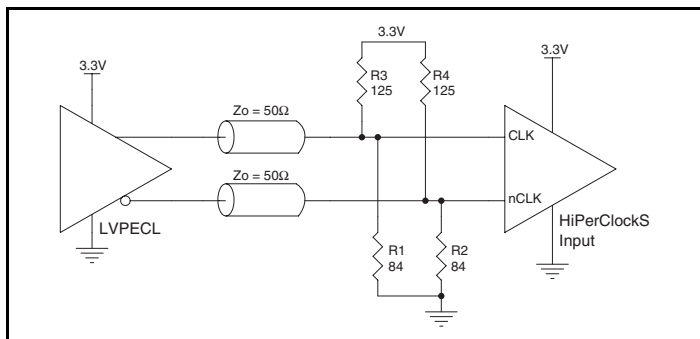 3.3V
3.3V
3.3V
R3
125
R4
125
Zo = 50Ω
Zo = 50Ω
CLK
nCLK
LVPECL
HiPerClockS
Input
R1
84
R2
84